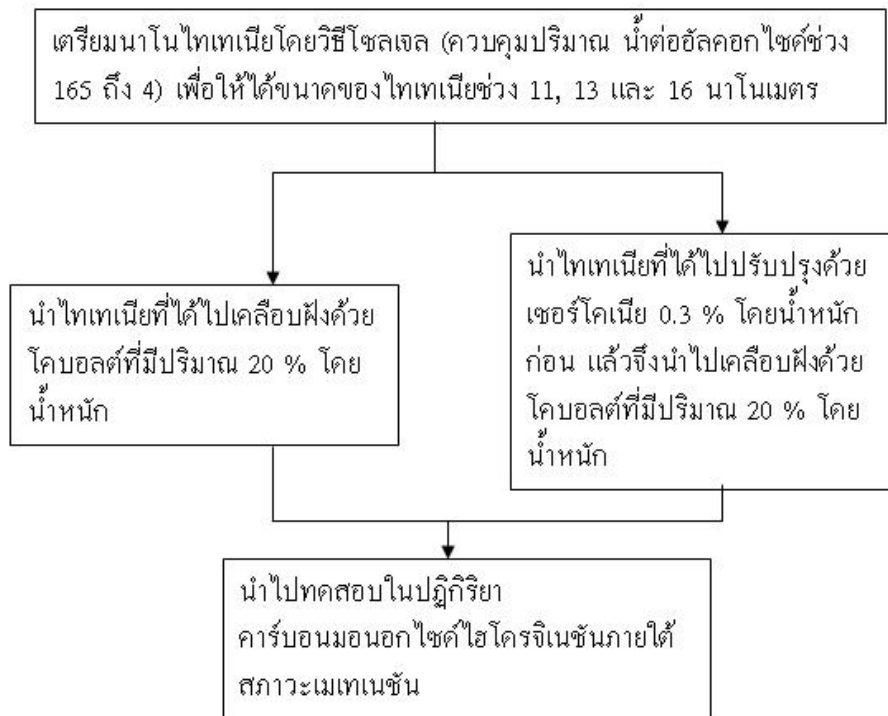 เตรียมนาโนไทเทเนียโดยวิธีโซลเจล (ควบคุมปริมาณ น้ำต่ออัลคอกไซด์ช่วง
165 ถึง 4) เพื่อให้ได้ขนาดของไทเทเนียช่วง 11, 13 และ 16 นาโนเมตร
นำไทเทเนียที่ได้ไปเคลือบฝังด้วย
โคบอลต์ที่มีปริมาณ 20 % โดย
น้ำหนัก
นำไทเทเนียที่ได้ไปปรับปรุงด้วย
เซอร์โคเนีย 0.3 % โดยน้ำหนัก
ก่อน แล้วจึงนำไปเคลือบฝังด้วย
โคบอลต์ที่มีปริมาณ 20 % โดย
น้ำหนัก
นำไปทดสอบในปฏิกิริยา
คาร์บอนมอนอกไซด์ไฮโดรจิเนชันภายใต้
สภาวะเมเทเนชัน